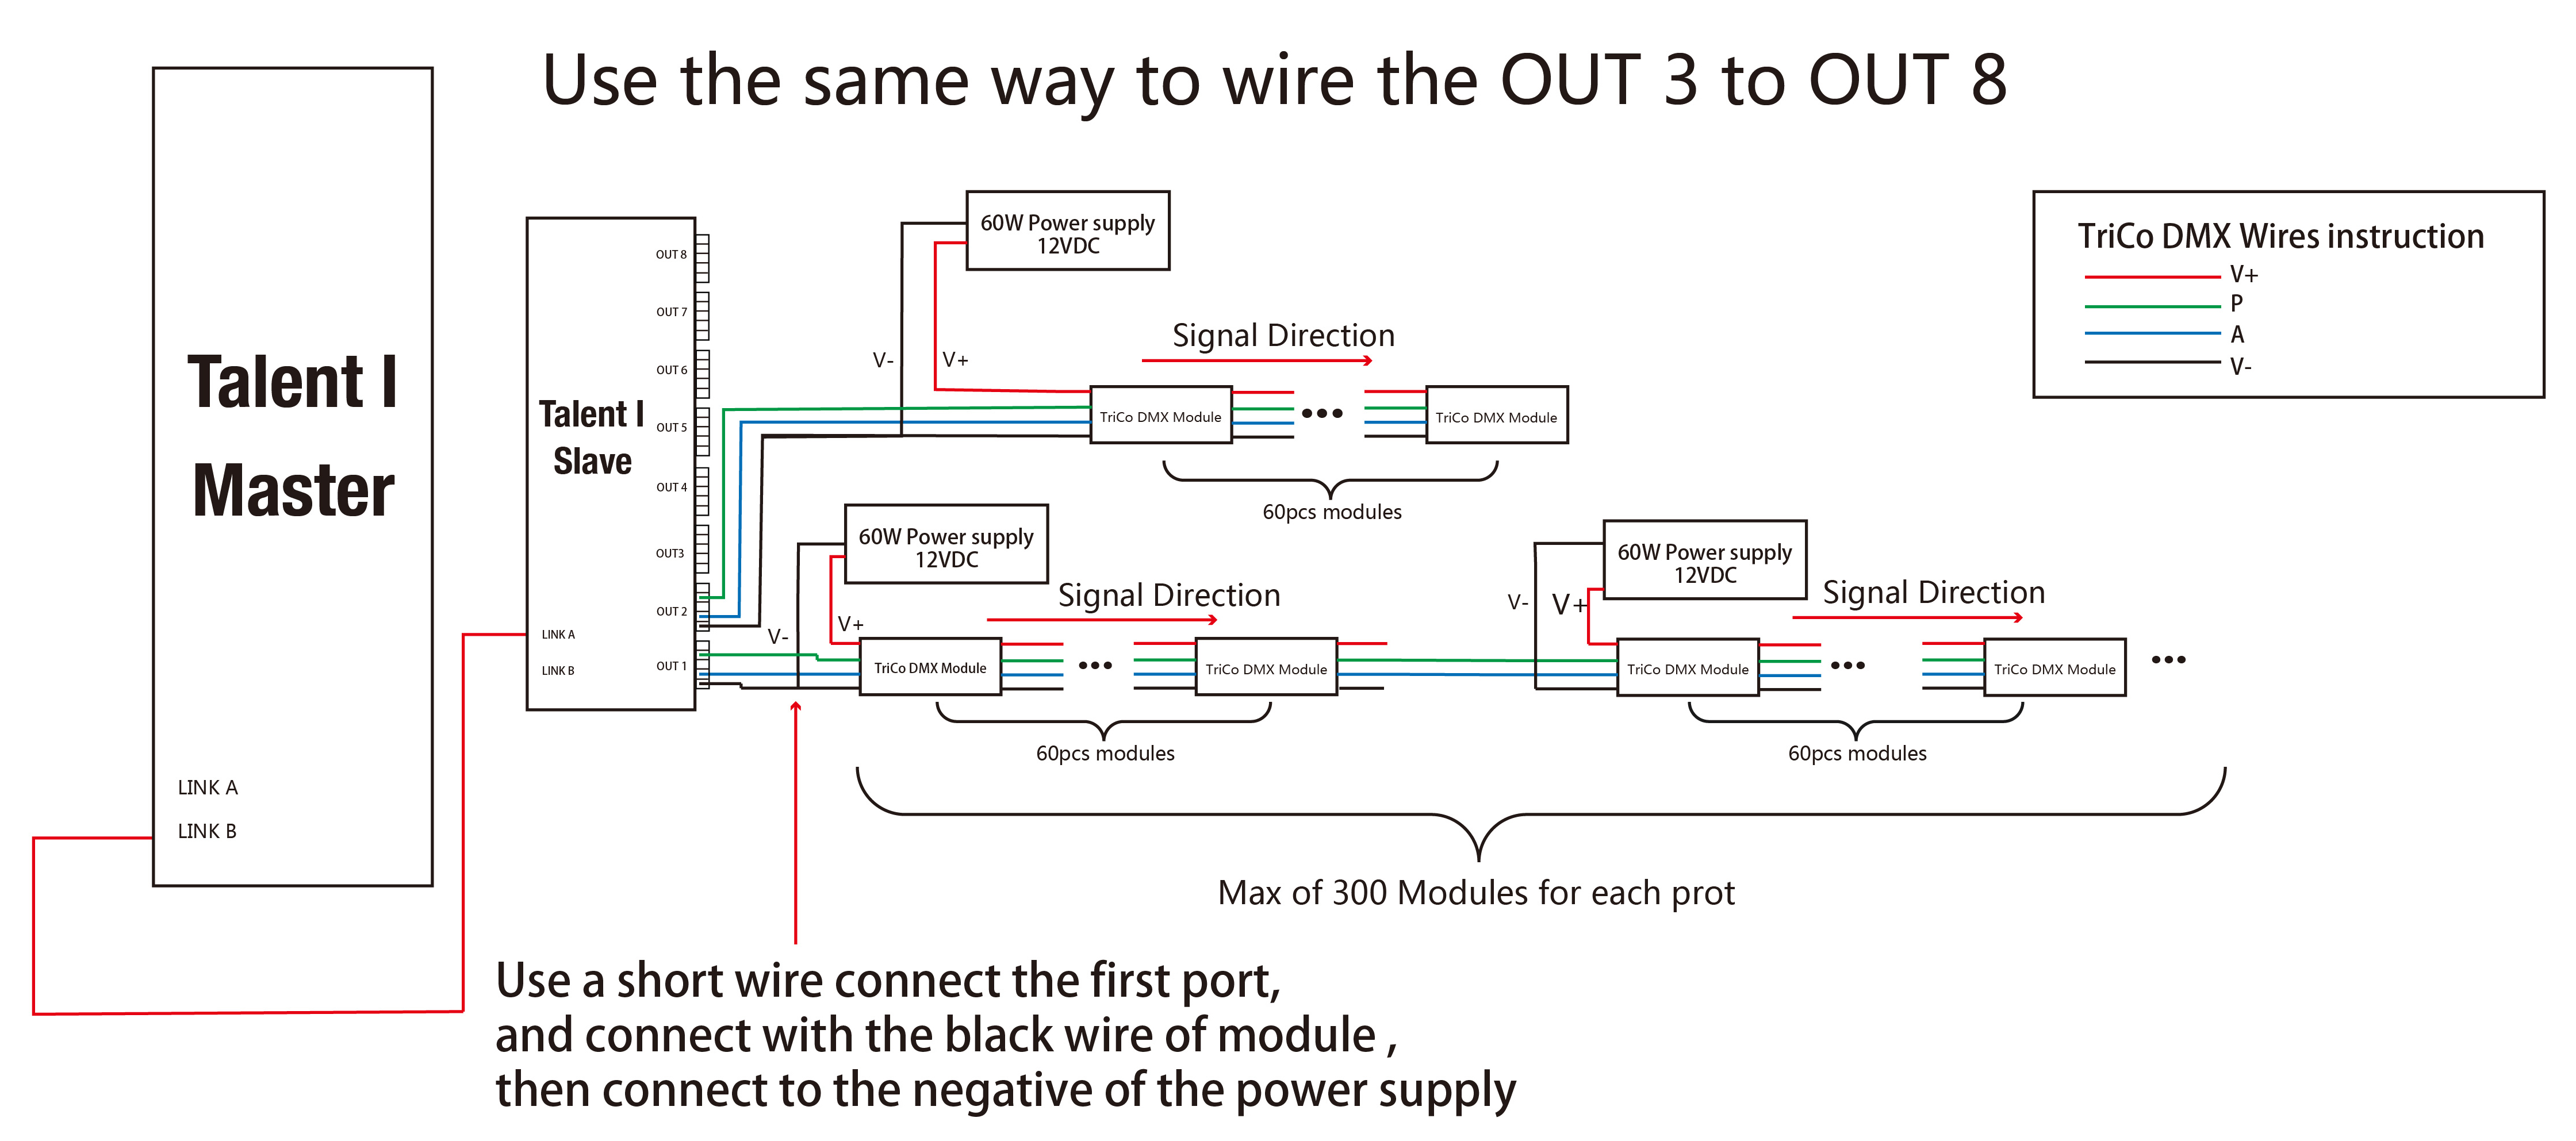 Use the same way to wire the OUT 3 to OUT 8
Talent I
Master
LINK A
LINK B
Talent I
Slave
OUT 8
OUT 7
OUT 6
OUT 5
OUT 4
OUT3
OUT 2
OUT 1
LINK A
LINK B
60W Power supply
12VDC
V-
V+
Signal Direction
TriCo DMX Module
TriCo DMX Module
60pcs modules
TriCo DMX Wires instruction
V+
P
A
V-
60W Power supply
12VDC
V-
V+
Signal Direction
TriCo DMX Module
TriCo DMX Module
60pcs modules
60W Power supply
12VDC
V-
V+
Signal Direction
TriCo DMX Module
TriCo DMX Module
60pcs modules
Max of 300 Modules for each prot
Use a short wire connect the first port,
and connect with the black wire of module ,
then connect to the negative of the power supply